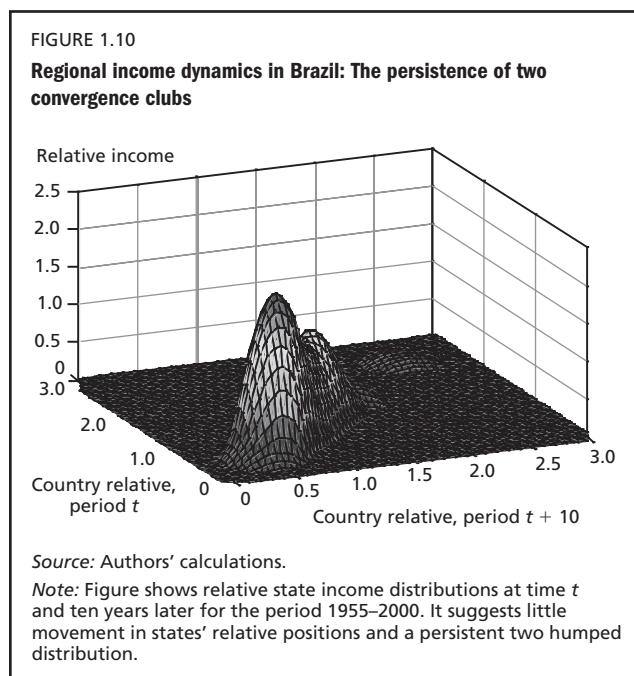 FIGURE 1.10
Regional income dynamics in Brazil: The persistence of two
convergence clubs
Relative income
2.5
2.0
1.5
1.0
0.5
0
3.0
2.0
1.0
0
Country relative,
period t
0
0.5
1.0
1.5
2.0
2.5
3.0
Country relative, period t + 10
Source: Authors' calculations.
Note: Figure shows relative state income distributions at time t
and ten years later for the period 1955–2000. It suggests little
movement in states' relative positions and a persistent two humped
distribution.